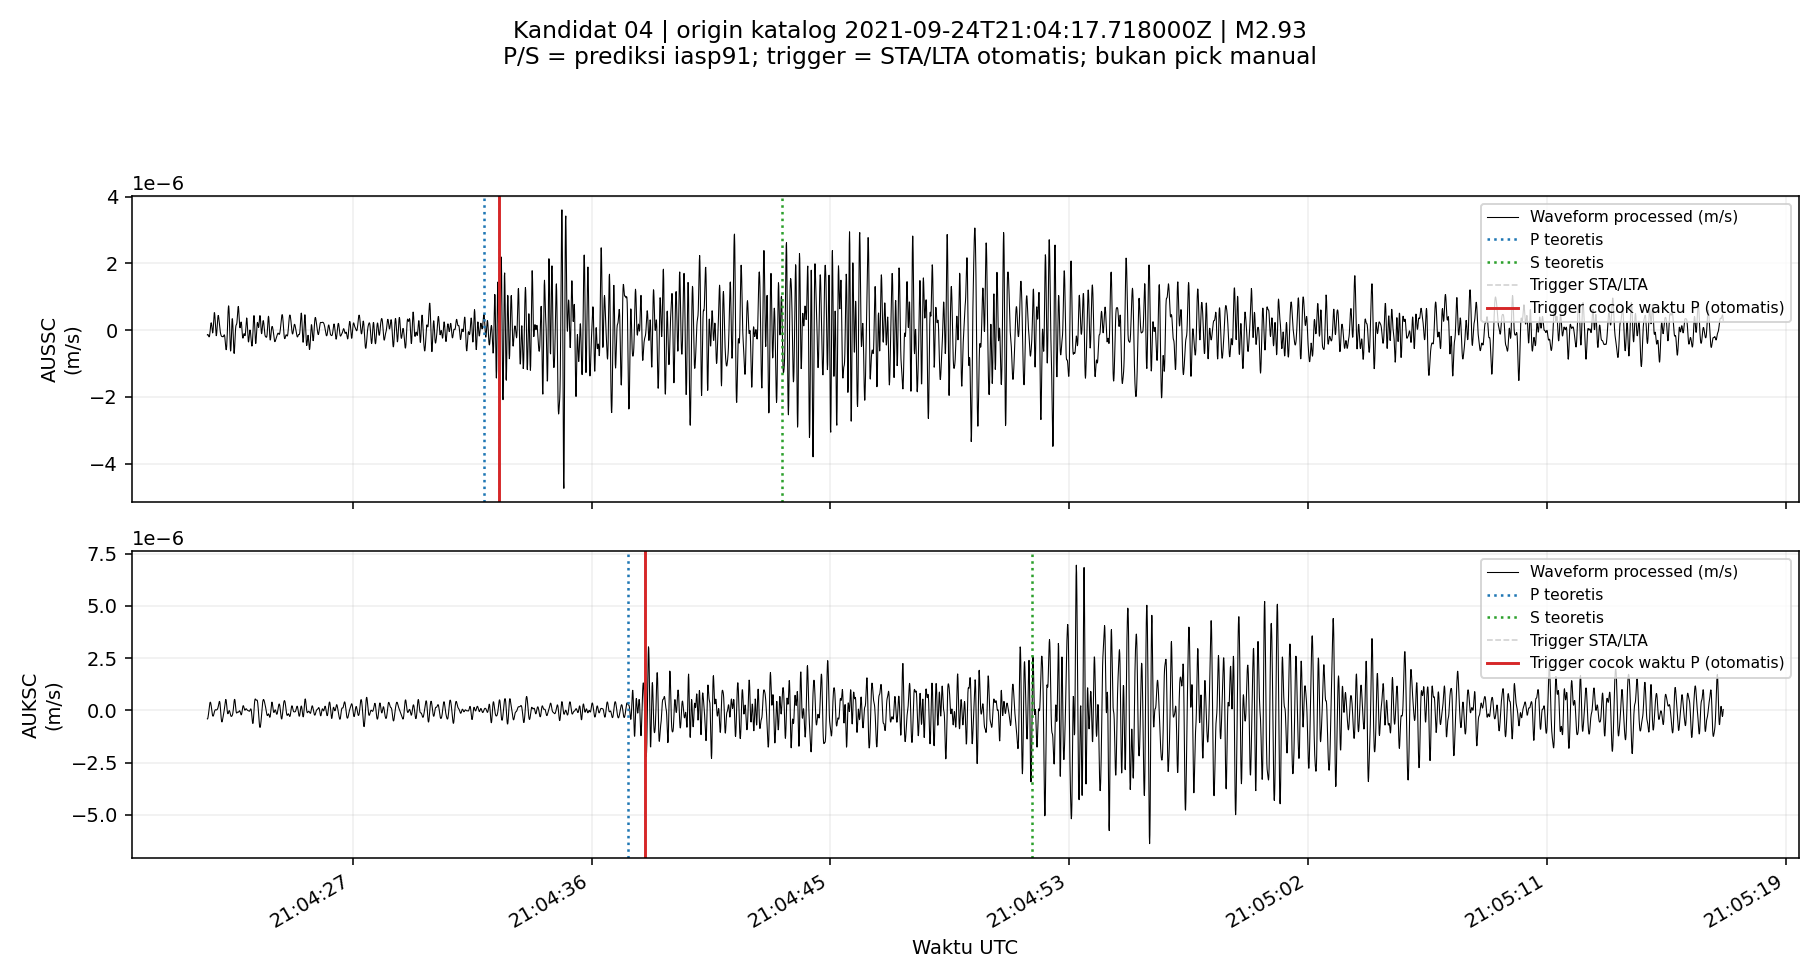 Kandidat 04 | origin katalog 2021-09-24T21:04:17.718000Z | M2.93
P/S = prediksi iasp91; trigger = STA/LTA otomatis; bukan pick manual
1e−6
4
2
0
−2
−4
AUSSC
(m/s)
Waveform processed (m/s)
P teoretis
S teoretis
Trigger STA/LTA
Trigger cocok waktu P (otomatis)
1e−6
7.5
5.0
2.5
0.0
−2.5
−5.0
AUKSC
(m/s)
Waveform processed (m/s)
P teoretis
S teoretis
Trigger STA/LTA
Trigger cocok waktu P (otomatis)
21:04:27
21:04:36
21:04:45
21:04:53
21:05:02
21:05:11
21:05:19
Waktu UTC